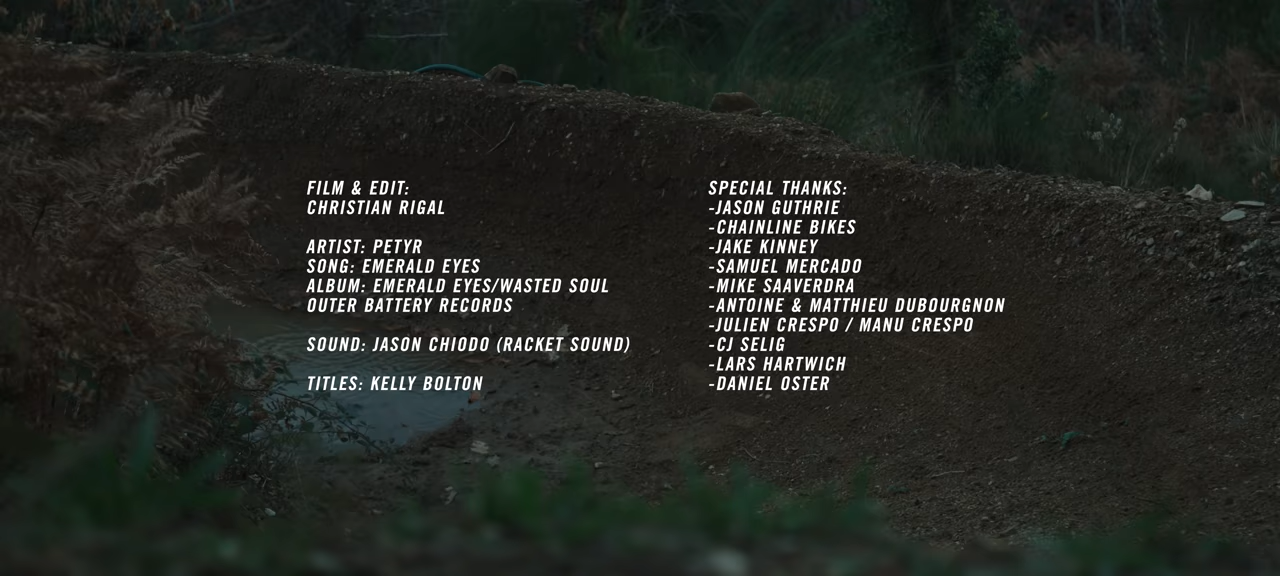 FILM & EDIT:
CHRISTIAN RIGAL
ARTIST: PETYR
SONG: EMERALD EYES
ALBUM: EMERALD EYES/WASTED SOUL
OUTER BATTERY RECORDS
SOUND: JASON CHIODO (RACKET SOUND)
TITLES: KELLY BOLTON
SPECIAL THANKS:
-JASON GUTHRIE
-CHAINLINE BIKES
-JAKE KINNEY
-SAMUEL MERCADO
-MIKE SAAVERDRA
-ANTOINE & MATTHIEU DUBOURGNON
-JULIEN CRESPO / MANU CRESPO
-CJ SELIG
-LARS HARTWICH
-DANIEL OSTER